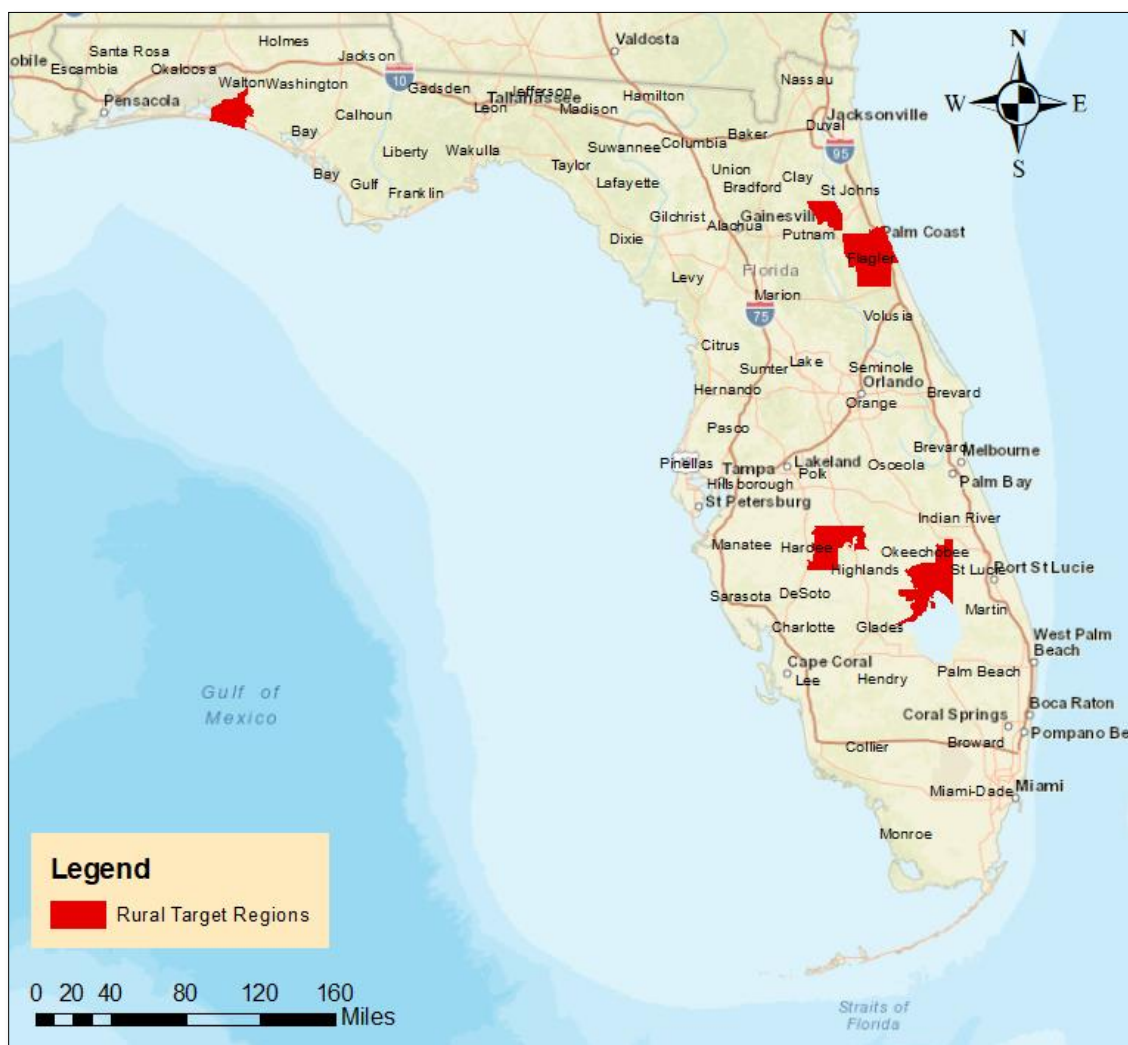 Holmes
Valdosta
N
Santa Rosa
Jackson
obile
Escambia
Okaloosa
10
Nassau
Walton
Washington
Gadsden
Jefferson
Hamilton
W
E
Pensacola
Tallahassee
Leon
Madison
Jacksonville
Calhoun
Duval
Bay
Baker
Columbia
S
Liberty
Wakulla
Suwannee
95
Taylor
Union
Clay
Bay
Gulf
Franklin
Lafayette
Bradford
St Johns
Gilchrist
Gainesvill
Alachua
Putnam
Palm Coast
Dixie
Flagler
Levy
Florida
Marion
75
Volusia
Citrus
Sumter
Lake
Seminole
Orlando
Hernando
Orange
Brevard
Pasco
Pinellas
Tampa
Lakeland
Polk
Osceola
Brevard
Melbourne
Hillsborough
Palm Bay
St Petersburg
Indian River
Manatee
Hardee
Okeechobee
Highlands
St Lucie
Port St Lucie
Sarasota
DeSoto
Martin
Charlotte
Glades
West Palm
Beach
Cape Coral
Lee
Hendry
Palm Beach
Gulf of
Mexico
Coral Springs
Boca Raton
Collier
Broward
Pompano Be
Miami-Dade
Miami
Monroe
Legend
Rural Target Regions
0 20 40 80 120 160
Miles
Straits of
Florida